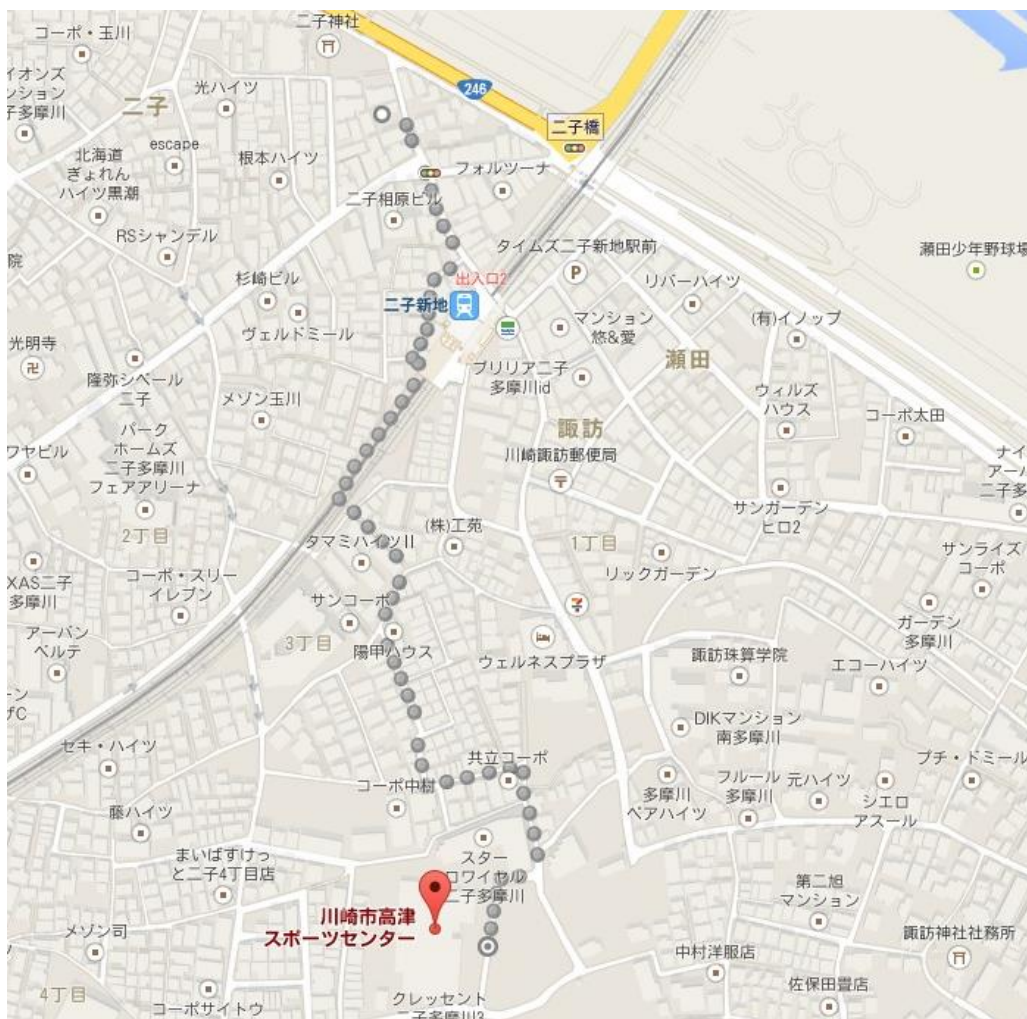 二子神社
コーポ・玉川
イオンズ
ンション
子多摩川
二子
光ハイツ
246
二子橋
escape
北海道
ぎょれん
ハイツ黒潮
根本ハイツ
フォルツーナ
二子相原ビル
RSシャンデル
院
タイムズ二子新地駅前
P
瀬田少年野球場
出入口2
二子新地
杉崎ビル
リバーハイツ
ヴェルドミール
マンション
悠&愛
(有)イノップ
光明寺
瀬田
隆弥シベール
二子
ブリリア二子
多摩川id
メゾン玉川
ウィルズ
ハウス
コーポ太田
諏訪
パーク
ホームズ
二子多摩川
フェアアリーナ
ワヤビル
川崎諏訪郵便局
ナイ
アーバ
二子多
サンガーデン
ヒロ2
2丁目
(株)工苑
1丁目
タマミハイツII
リックガーデン
サンライズ
コーポ
XAS二子
多摩川
コーポ・スリー
イレブン
サンコーポ
ガーデン
多摩川
アーバン
ベルテ
3丁目
陽甲ハウス
ウェルネスプラザ
諏訪珠算学院
エコーハイツ
ーン
ザC
DIKマンション
南多摩川
セキ・ハイツ
共立コーポ
コーポ中樹
プチ・ドミール
多摩川
ペアハイツ
フルール
多摩川
元ハイツ
シエロ
アスール
藤ハイツ
まいばすけっ
と二子4丁目店
スター
ロワイヤル
二子多摩川
第二旭
マンション
川崎市高津
スポーツセンター
メゾン司
諏訪神社社務所
中村洋服店
佐保田畳店
4丁目
コーポサイトウ
クレッセント
二子多摩川3